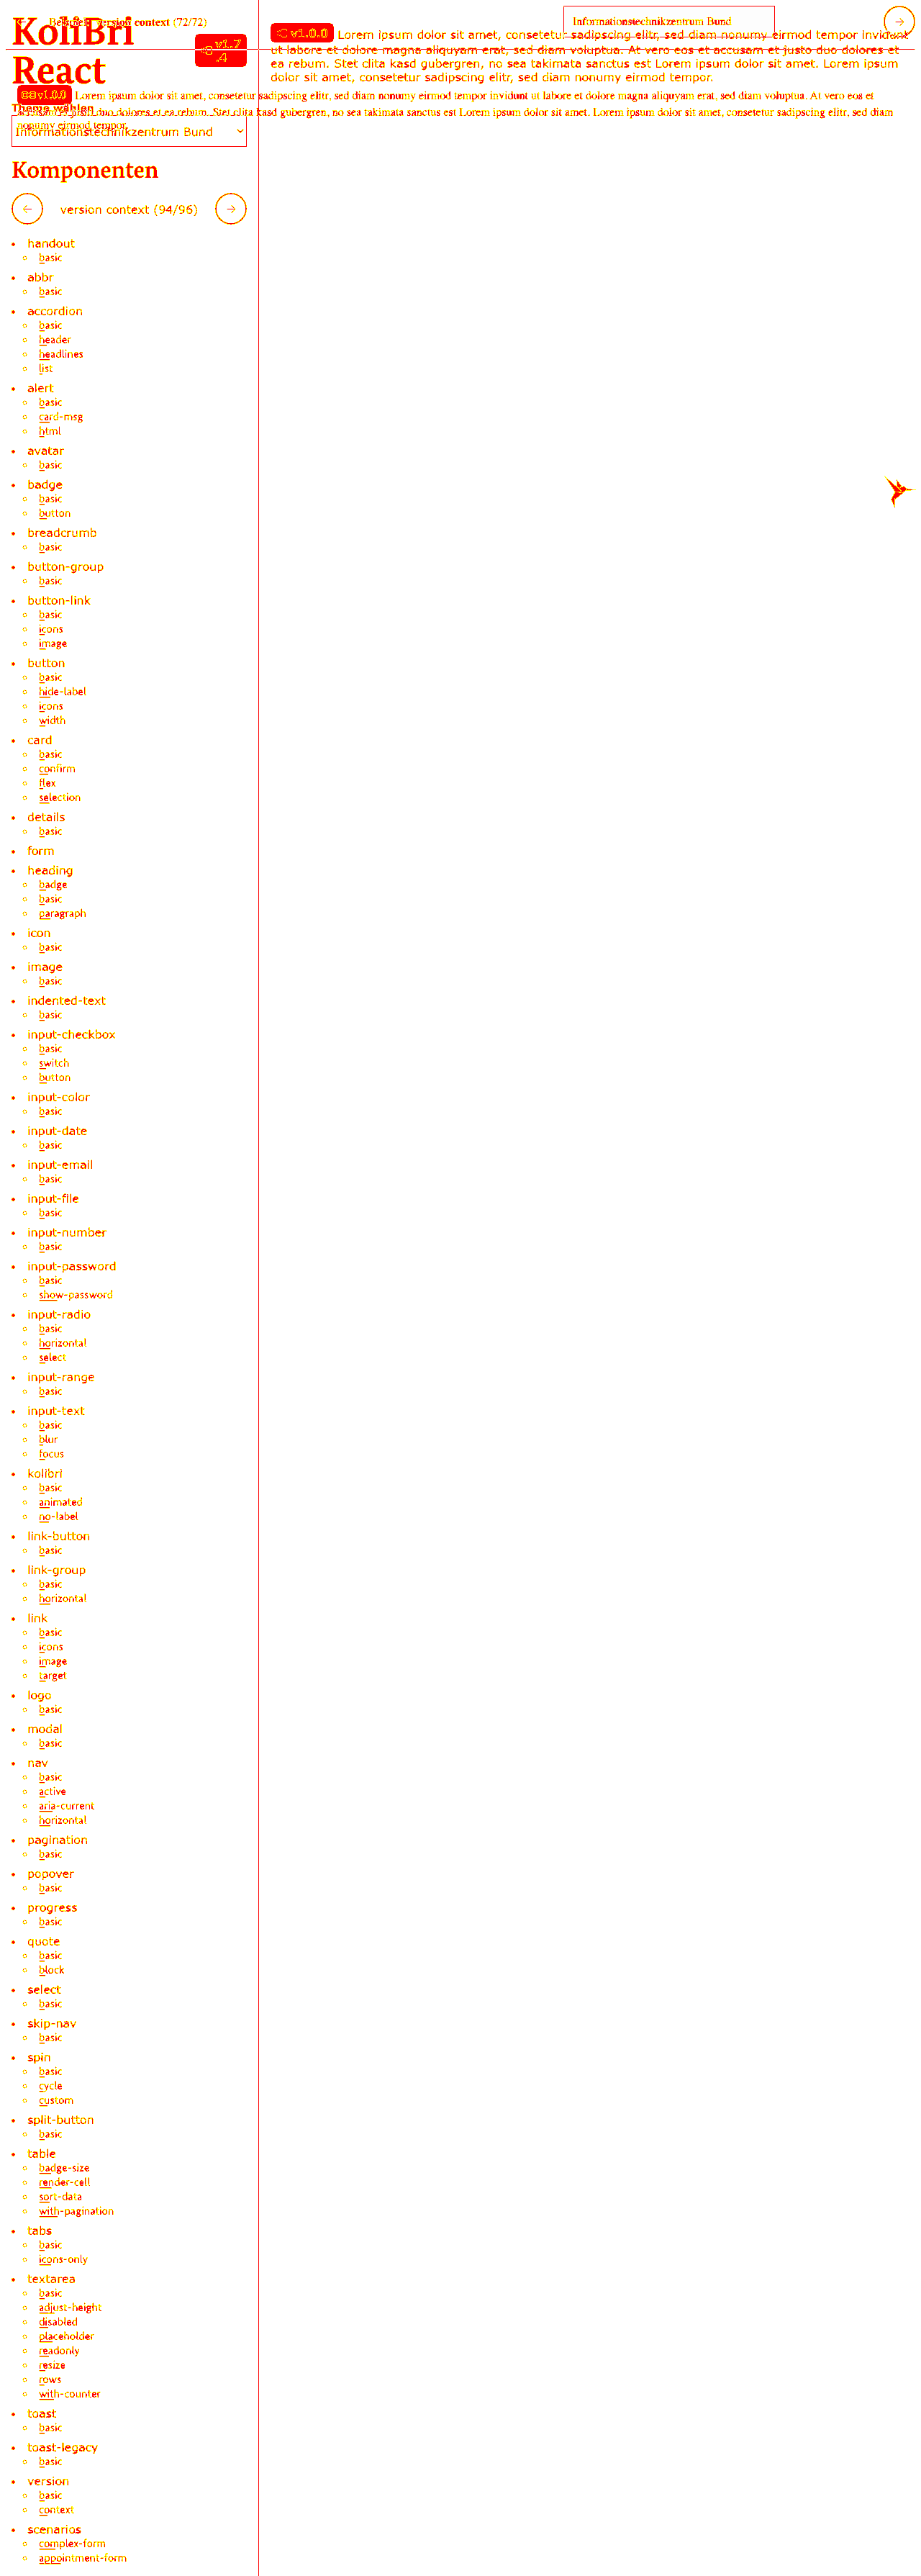 Beispiel: version context (72/72)
Informationstechnikzentrum Bund
KoliBri
React
v1.7
.4
v1.0.0 Lorem ipsum dolor sit amet, consetetur sadipscing elitr, sed diam nonumy eirmod tempor invidunt
ut labore et dolore magna aliquyam erat, sed diam voluptua. At vero eos et accusam et justo duo dolores et
ea rebum. Stet clita kasd gubergren, no sea takimata sanctus est Lorem ipsum dolor sit amet. Lorem ipsum
dolor sit amet, consetetur sadipscing elitr, sed diam nonumy eirmod tempor.
v1.0.0 Lorem ipsum dolor sit amet, consetetur sadipscing elitr, sed diam nonumy eirmod tempor invidunt ut labore et dolore magna aliquyam erat, sed diam voluptua. At vero eos et
accusam et justo duo dolores et ea rebum. Stet clita kasd gubergren, no sea takimata sanctus est Lorem ipsum dolor sit amet. Lorem ipsum dolor sit amet, consetetur sadipscing elitr, sed diam
nonumy eirmod tempor.
Theme wählen
Informationstechnikzentrum Bund
Komponenten
version context (94/96)
handout
basic
abbr
basic
accordion
basic
header
headlines
list
alert
basic
card-msg
html
avatar
basic
badge
basic
button
breadcrumb
basic
button-group
basic
button-link
basic
icons
image
button
basic
hide-label
icons
width
card
basic
confirm
flex
selection
details
basic
form
heading
badge
basic
paragraph
icon
basic
image
basic
indented-text
basic
input-checkbox
basic
switch
button
input-color
basic
input-date
basic
input-email
basic
input-file
basic
input-number
basic
input-password
basic
show-password
input-radio
basic
horizontal
select
input-range
basic
input-text
basic
blur
focus
kolibri
basic
animated
no-label
link-button
basic
link-group
basic
horizontal
link
basic
icons
image
target
logo
basic
modal
basic
nav
basic
active
aria-current
horizontal
pagination
basic
popover
basic
progress
basic
quote
basic
block
select
basic
skip-nav
basic
spin
basic
cycle
custom
split-button
basic
table
badge-size
render-cell
sort-data
with-pagination
tabs
basic
icons-only
textarea
basic
adjust-height
disabled
placeholder
readonly
resize
rows
with-counter
toast
basic
toast-legacy
basic
version
basic
context
scenarios
complex-form
appointment-form